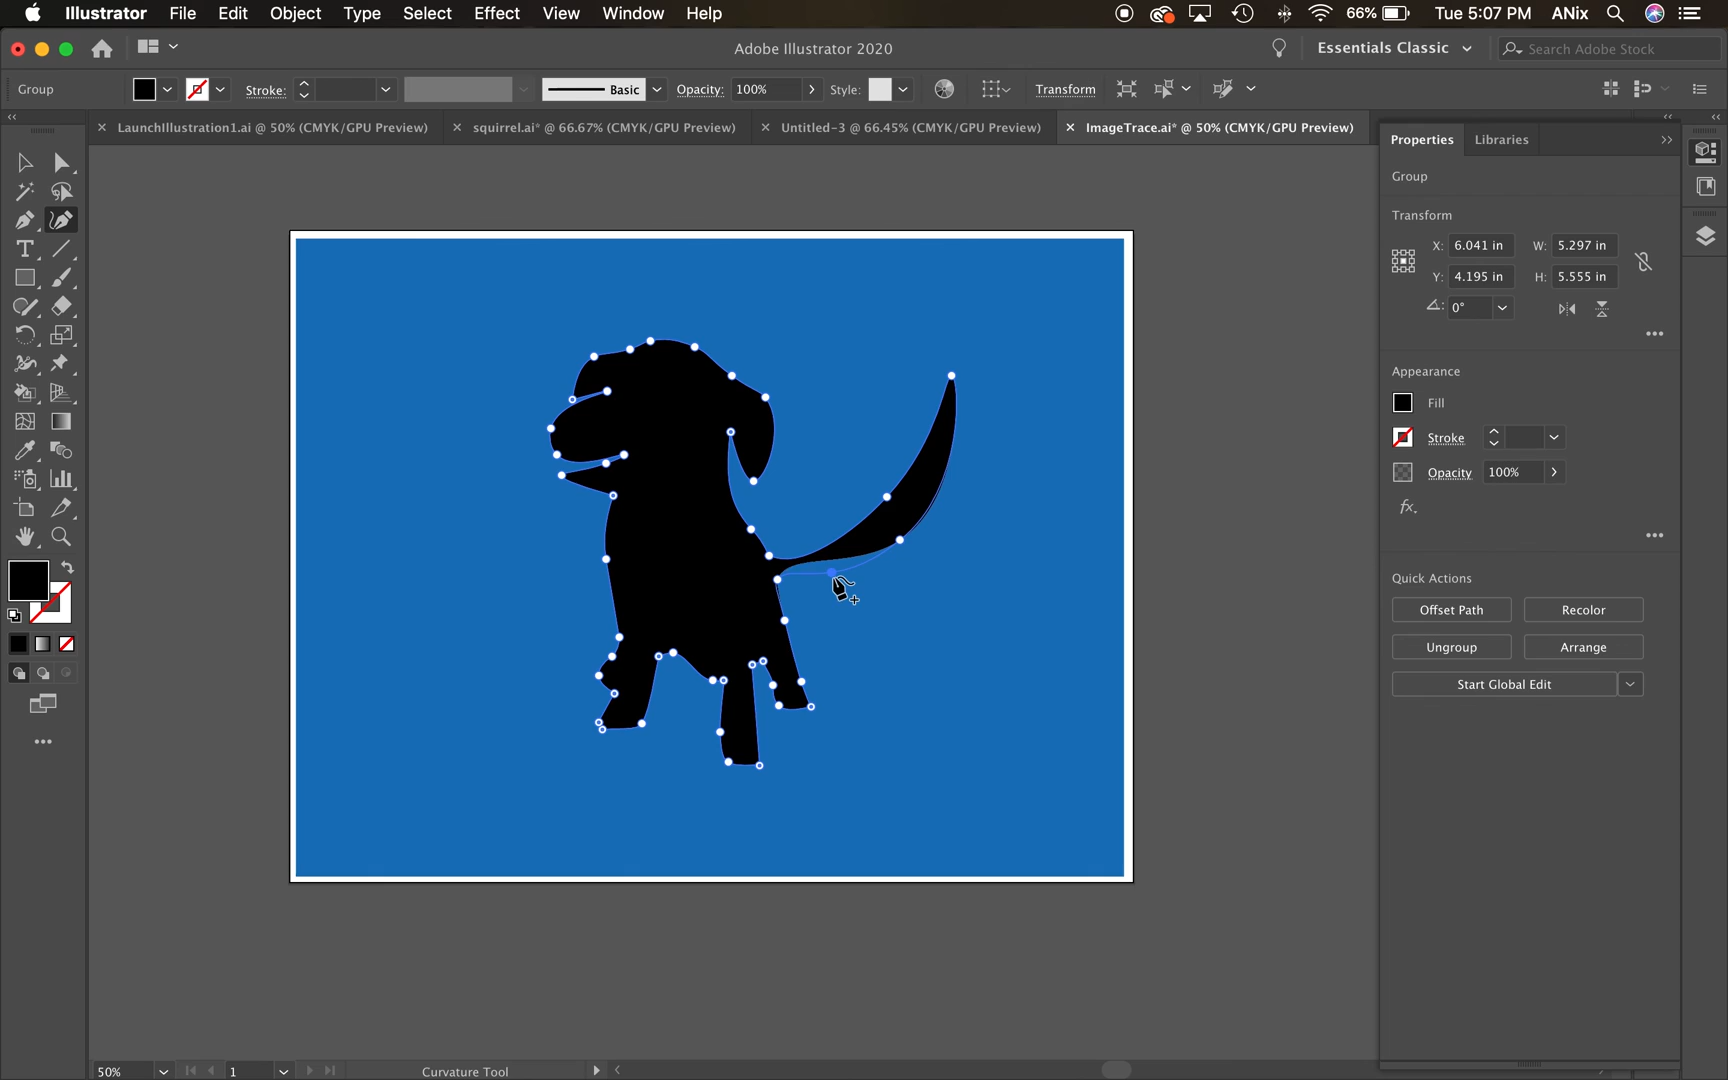 Illustrator File Edit Object Type Select Effect View Window Help 66% Tue 5:07 PM ANix
Adobe Illustrator 2020 Essentials Classic Search Adobe Stock
Group Stroke: Basic Opacity: 100% Style: Transform
LaunchIllustration1.ai @ 50% (CMYK/GPU Preview) squirrel.ai* @ 66.67% (CMYK/GPU Preview) Untitled-3 @ 66.45% (CMYK/GPU Preview) ImageTrace.ai* @ 50% (CMYK/GPU Preview)
Properties Libraries
Group
Transform
X: 6.041 in W: 5.297 in
Y: 4.195 in H: 5.555 in
0°
Appearance
Fill
Stroke
Opacity 100%
fx.
Quick Actions
Offset Path Recolor
Ungroup Arrange
Start Global Edit
50% 1 Curvature Tool